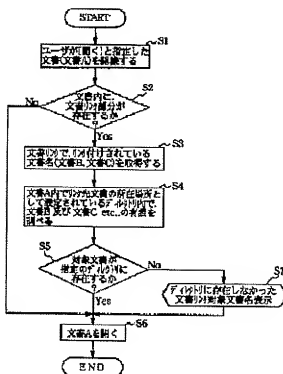 START
S1
ユーザが[開く]と指定した
文書(文書A)を認識する
S2
文書内に、
文書リンク部分が
存在するか
?
No
Yes
S3
文書リンクで、リンク付けされている
文書名(文書B、文書C)を取得する
S4
文書A内でリンク先文書の所在場所と
して設定されているディレクトリ内で
文書B 及び 文書C etc...の有無を
調べる
S5
対象文書が
指定のディレクトリに
存在するか
?
No
Yes
ディレクトリに存在しなかった
文書リンク対象文書名表示
S6
文書Aを開く
END